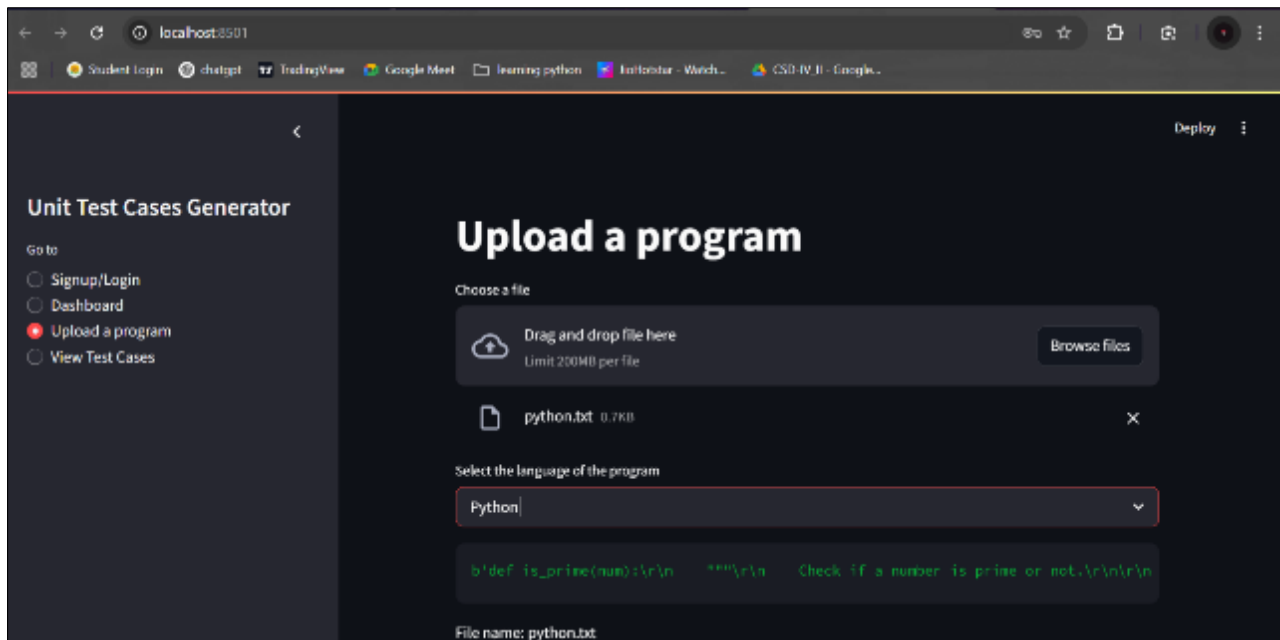 localhost:8501
Student Login chatgpt TradingView Google Meet learning python - Watch... CSD-IV_II - Google...
Deploy
Unit Test Cases Generator
Go to
Signup/Login
Dashboard
Upload a program
View Test Cases
Upload a program
Choose a file
Drag and drop file here
Limit 200MB per file
Browse files
python.txt 0.7KB
Select the language of the program
Python
b'def is_prime(num):\r\n    """\r\n    Check if a number is prime or not.\r\n\r\n
File name: python.txt